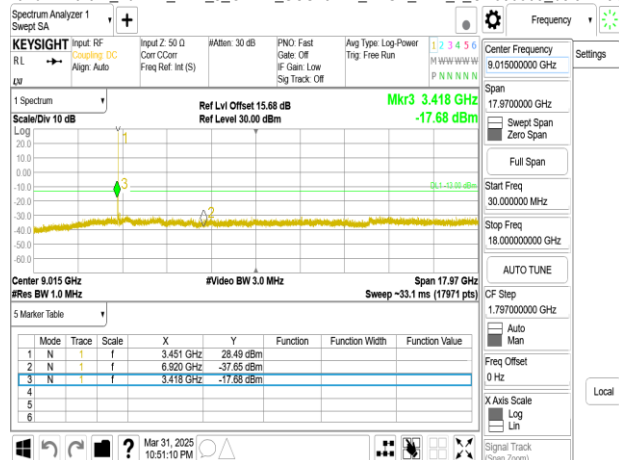 Spectrum Analyzer 1
Swept SA
+
Frequency
KEYSIGHT
RL
Input: RF
Coupling: DC
Align: Auto
Input Z: 50 Ω
Corr CCorr
Freq Ref: Int (S)
#Atten: 30 dB
PNO: Fast
Gate: Off
IF Gain: Low
Sig Track: Off
Avg Type: Log-Power
Trig: Free Run
1 2 3 4 5 6
M W W W W W
P N N N N N
1 Spectrum
Scale/Div 10 dB
Ref Lvl Offset 15.68 dB
Ref Level 30.00 dBm
Mkr3 3.418 GHz
-17.68 dBm
Log
20.0
10.0
0.00
-10.0
-20.0
-30.0
-40.0
-50.0
-60.0
1
3
2
DL1 -13.00 dBm
Center 9.015 GHz
#Res BW 1.0 MHz
#Video BW 3.0 MHz
Span 17.97 GHz
Sweep ~33.1 ms (17971 pts)
5 Marker Table
Mode Trace Scale X Y Function Function Width Function Value
1 N 1 f 3.451 GHz 28.49 dBm
2 N 1 f 6.920 GHz -37.65 dBm
3 N 1 f 3.418 GHz -17.68 dBm
4
5
6
?
Mar 31, 2025
10:51:10 PM
Center Frequency
9.015000000 GHz
Span
17.9700000 GHz
Swept Span
Zero Span
Full Span
Start Freq
30.000000 MHz
Stop Freq
18.000000000 GHz
AUTO TUNE
CF Step
1.797000000 GHz
Auto
Man
Freq Offset
0 Hz
X Axis Scale
Log
Lin
Signal Track
(Span Zoom)
Settings
Local